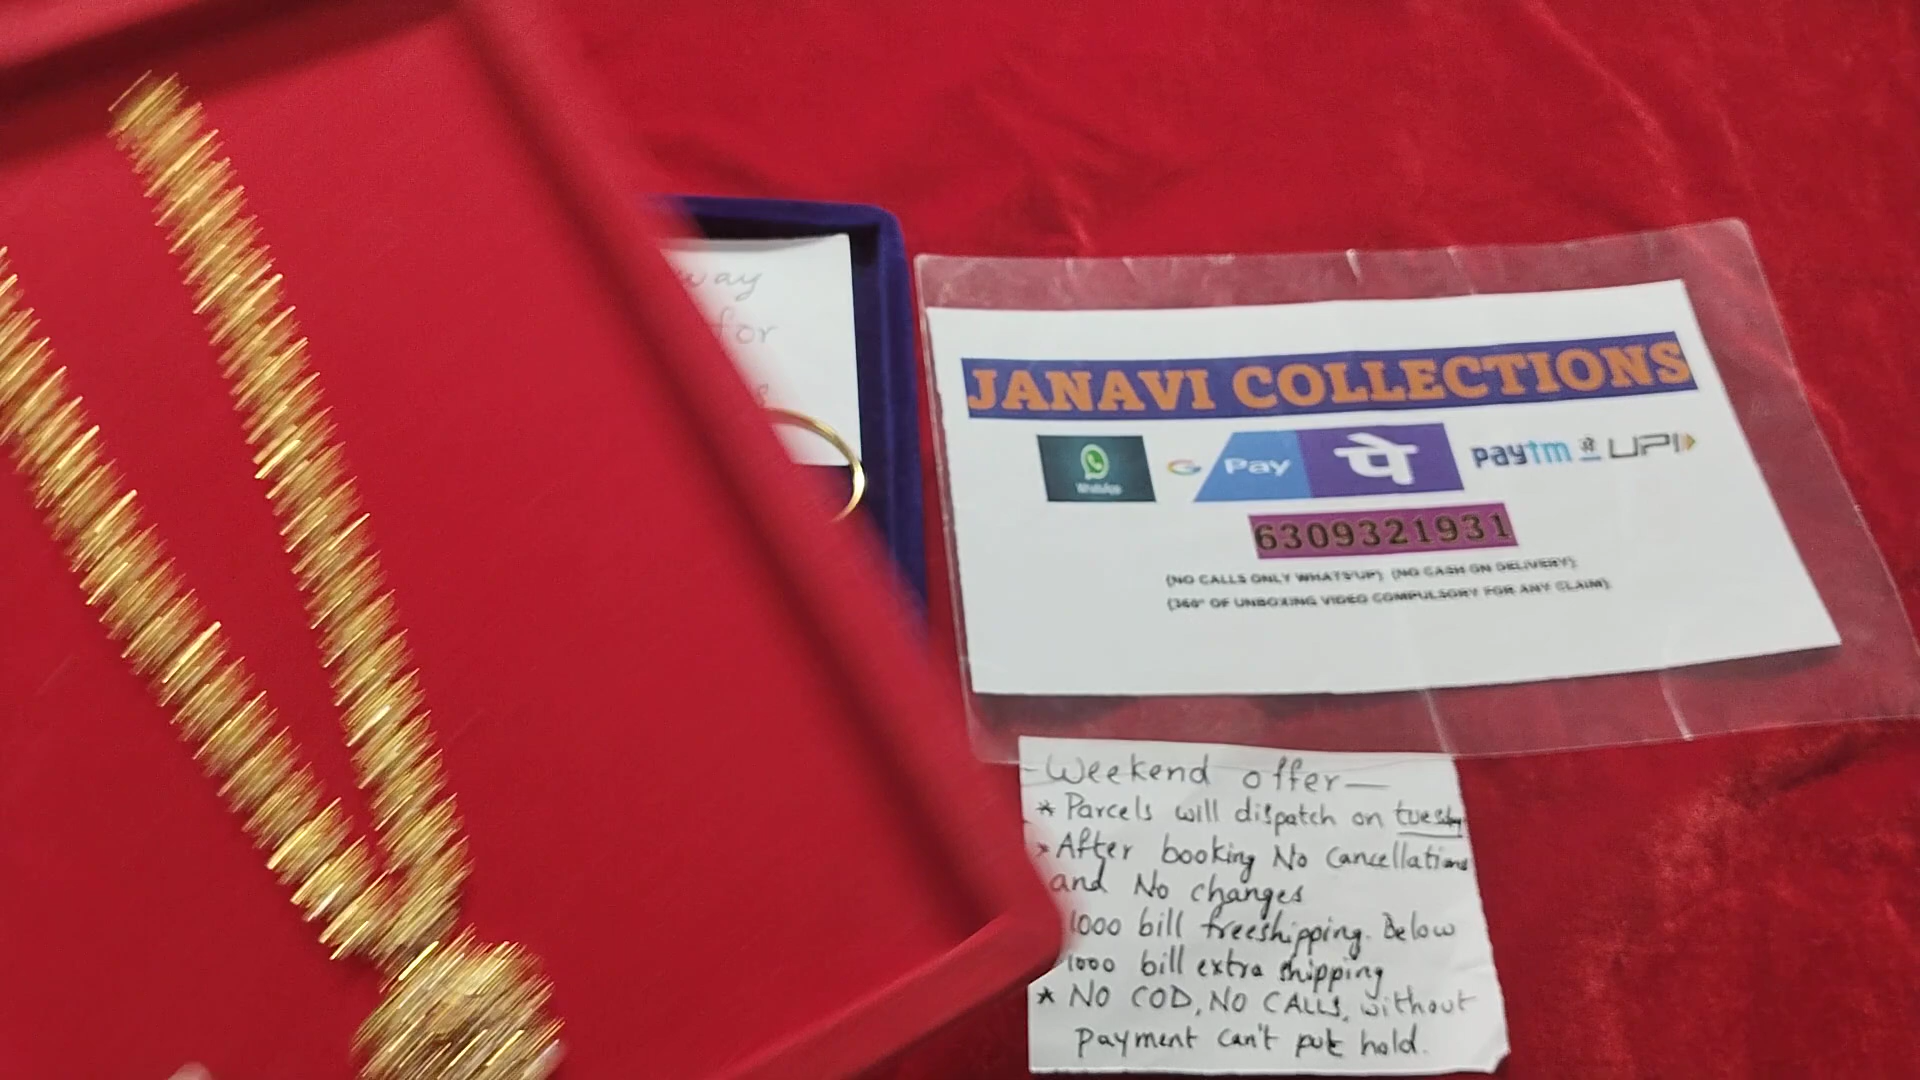 way
for
JANAVI COLLECTIONS
WhatsApp
G Pay पे paytm से UPI
6309321931
(NO CALLS ONLY WHATS'UP) (NO CASH ON DELIVERY)
(360° OF UNBOXING VIDEO COMPULSORY FOR ANY CLAIM)
-Weekend offer-
* Parcels will dispatch on tuesday
* After booking No Cancellations
and No changes
1000 bill freeshipping. Below
1000 bill extra shipping
* NO COD, NO CALLS, without
Payment can't put hold.